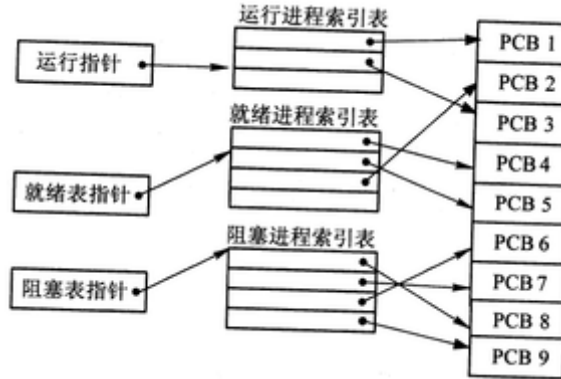 运行进程索引表
运行指针
就绪进程索引表
就绪表指针
阻塞进程索引表
阻塞表指针
PCB 1
PCB 2
PCB 3
PCB 4
PCB 5
PCB 6
PCB 7
PCB 8
PCB 9